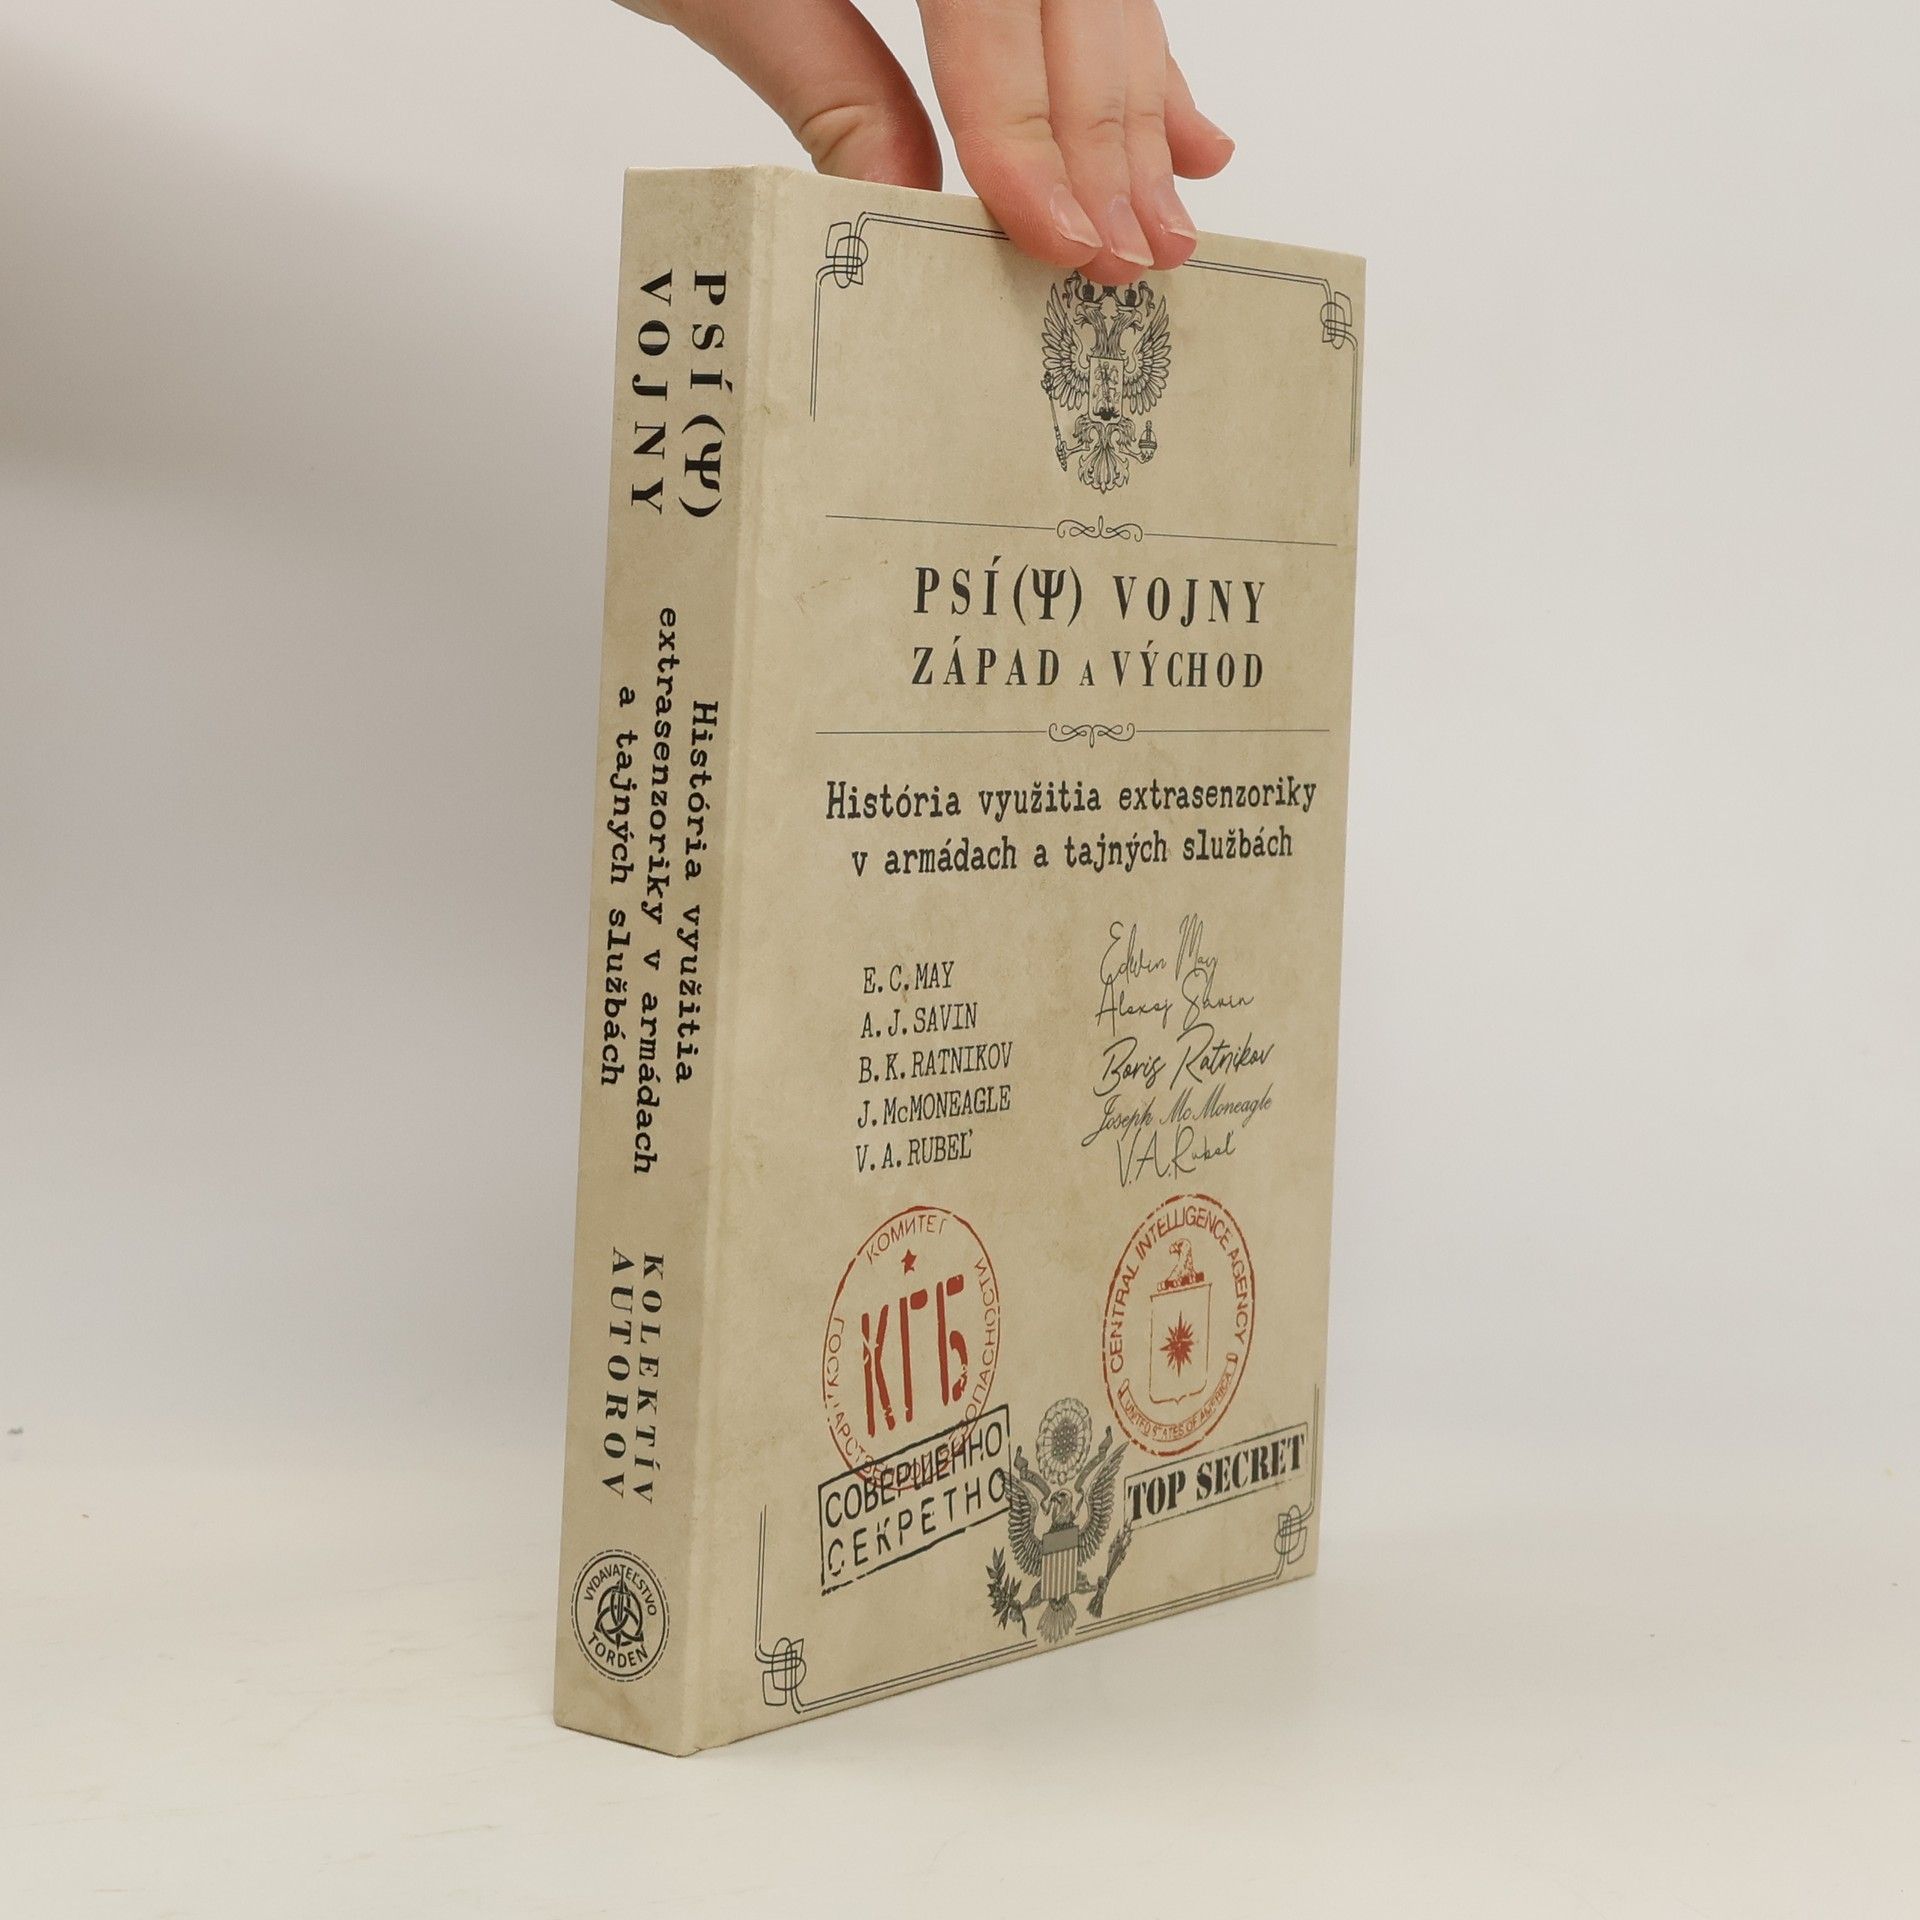 PSÍ(Ψ)
VOJNY
História využitia
extrasenzoriky v armádach
a tajných službách
KOLEKTÍV
AUTOROV
VYDAVATEĽSTVO
TORDEN
PSÍ(Ψ) VOJNY
ZÁPAD A VÝCHOD
História využitia extrasenzoriky
v armádach a tajných službách
E.C.MAY
Edwin May
A.J.SAVIN
Alexej Savin
B.K.RATNIKOV
Boris Ratnikov
J.McMONEAGLE
Joseph McMoneagle
V.A.RUBEĽ
V.A.Rubeľ
КОМИТЕТ
КГБ
CENTRAL INTELLIGENCE AGENCY
UNITED STATES OF AMERICA
СОВЕРШЕННО
СЕКРЕТНО
TOP SECRET